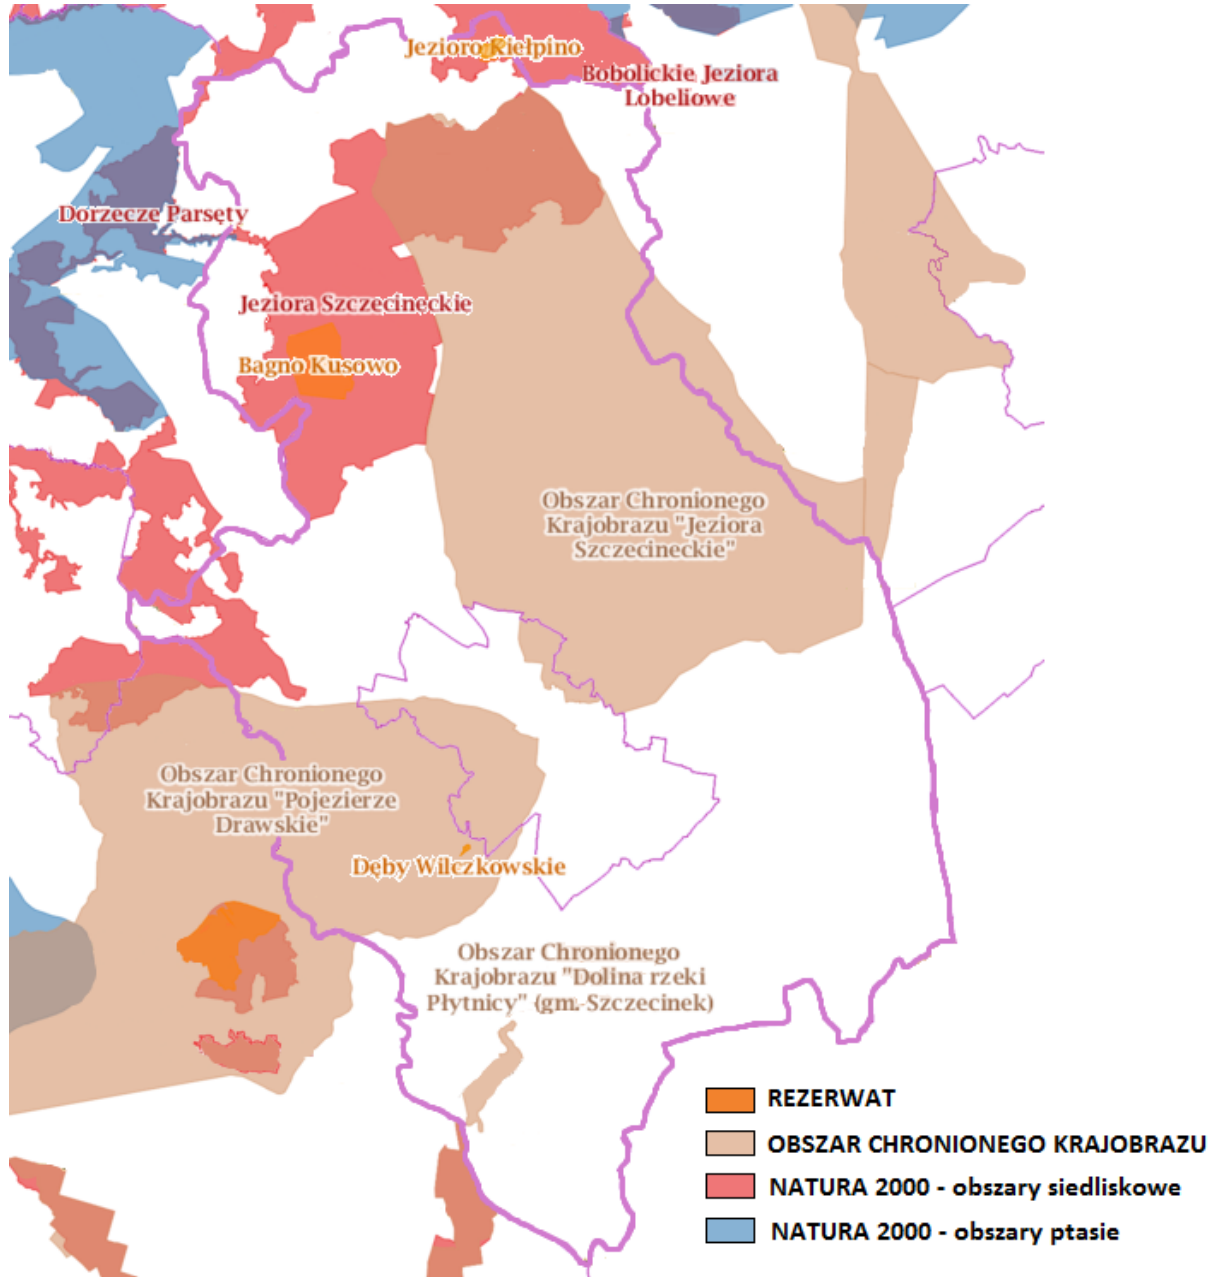 Jezioro Kiełpino
Bobolickie Jeziora
Lobeliowe
Dorzecze Parsęty
Jeziora Szczecineckie
Bagno Kusowo
Obszar Chronionego
Krajobrazu "Jeziora
Szczecineckie"
Obszar Chronionego
Krajobrazu "Pojezierze
Drawskie"
Dęby Wilczkowskie
Obszar Chronionego
Krajobrazu "Dolina rzeki
Płytnicy" (gm. Szczecinek)
REZERWAT
OBSZAR CHRONIONEGO KRAJOBRAZU
NATURA 2000 - obszary siedliskowe
NATURA 2000 - obszary ptasie